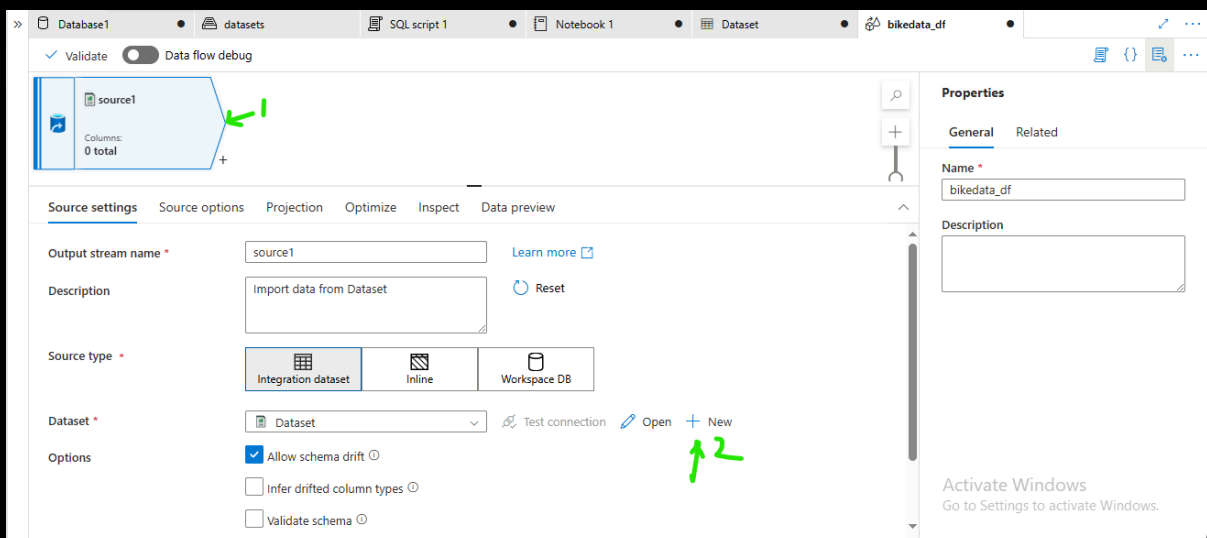 Database1
datasets
SQL script 1
Notebook 1
Dataset
bikedata_df
Validate
Data flow debug
source1
Columns:
0 total
1
Properties
General
Related
Name *
bikedata_df
Description
Source settings
Source options
Projection
Optimize
Inspect
Data preview
Output stream name *
source1
Learn more
Description
Import data from Dataset
Reset
Source type *
Integration dataset
Inline
Workspace DB
Dataset *
Dataset
Test connection
Open
New
2
Options
Allow schema drift
Infer drifted column types
Validate schema
Activate Windows
Go to Settings to activate Windows.